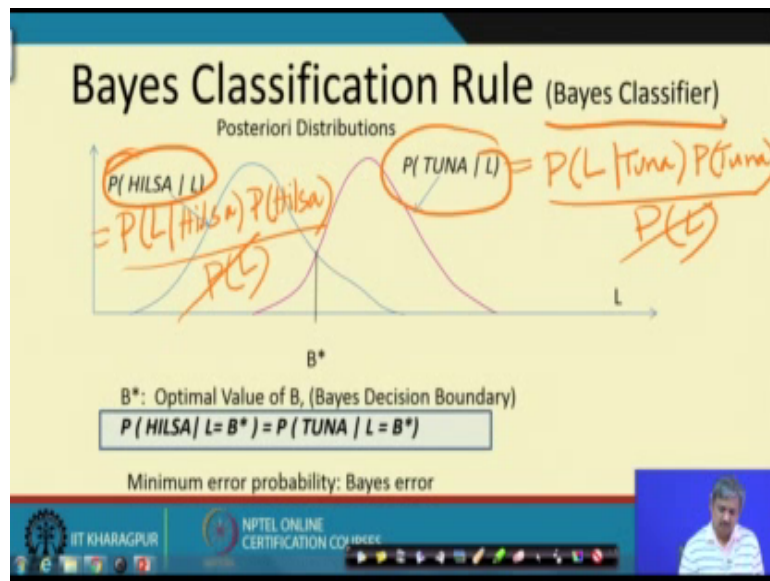 Bayes Classification Rule (Bayes Classifier)
Posteriori Distributions
P( HILSA | L)
= P(L|Hilsa) P(Hilsa)
P(L)
P( TUNA | L)
= P(L|Tuna) P(Tuna)
P(L)
L
B*
B*: Optimal Value of B, (Bayes Decision Boundary)
P ( HILSA| L= B* ) = P ( TUNA | L = B*)
Minimum error probability: Bayes error
IIT KHARAGPUR
NPTEL ONLINE
CERTIFICATION COURSES